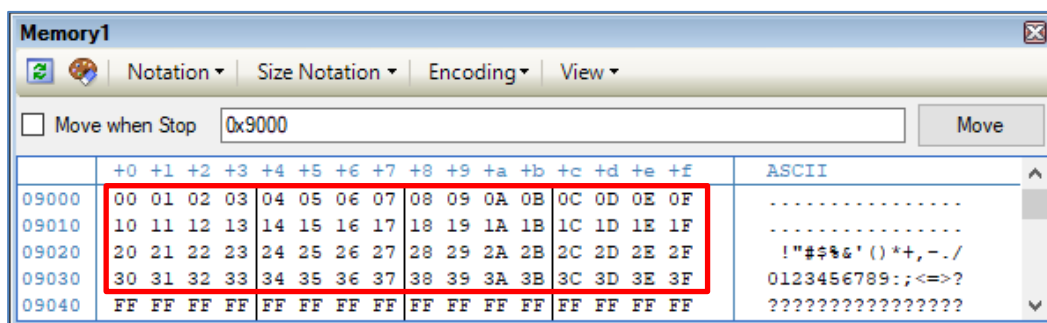 Memory1
Notation Size Notation Encoding View
Move when Stop 0x9000 Move
+0 +1 +2 +3 +4 +5 +6 +7 +8 +9 +a +b +c +d +e +f ASCII
09000 00 01 02 03 04 05 06 07 08 09 0A 0B 0C 0D 0E 0F ................
09010 10 11 12 13 14 15 16 17 18 19 1A 1B 1C 1D 1E 1F ................
09020 20 21 22 23 24 25 26 27 28 29 2A 2B 2C 2D 2E 2F !"#$%&'()*+,-./
09030 30 31 32 33 34 35 36 37 38 39 3A 3B 3C 3D 3E 3F 0123456789:;<=>?
09040 FF FF FF FF FF FF FF FF FF FF FF FF FF FF FF FF ????????????????